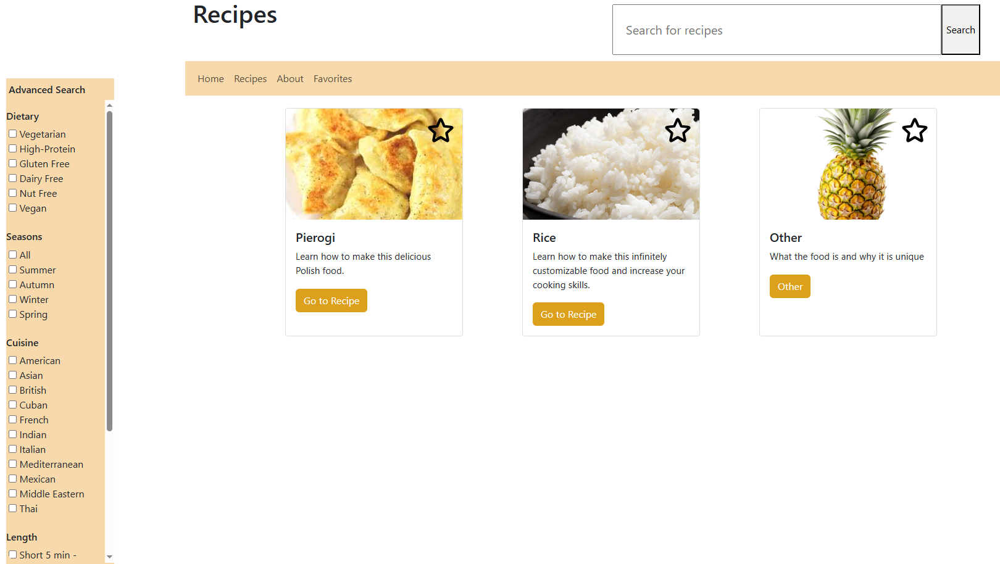 Recipes
Search for recipes
Search
Home
Recipes
About
Favorites
Advanced Search
Dietary
Vegetarian
High-Protein
Gluten Free
Dairy Free
Nut Free
Vegan
Seasons
All
Summer
Autumn
Winter
Spring
Cuisine
American
Asian
British
Cuban
French
Indian
Italian
Mediterranean
Mexican
Middle Eastern
Thai
Length
Short 5 min -
Pierogi
Learn how to make this delicious
Polish food.
Go to Recipe
Rice
Learn how to make this infinitely
customizable food and increase your
cooking skills.
Go to Recipe
Other
What the food is and why it is unique
Other